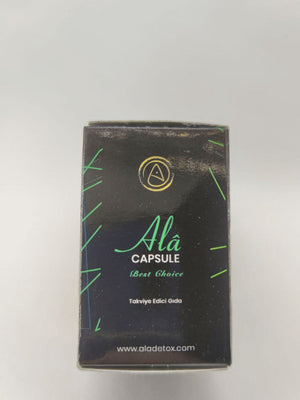 Alâ
CAPSULE
Best Choice
Takviye Edici Gıda
www.aladetox.com